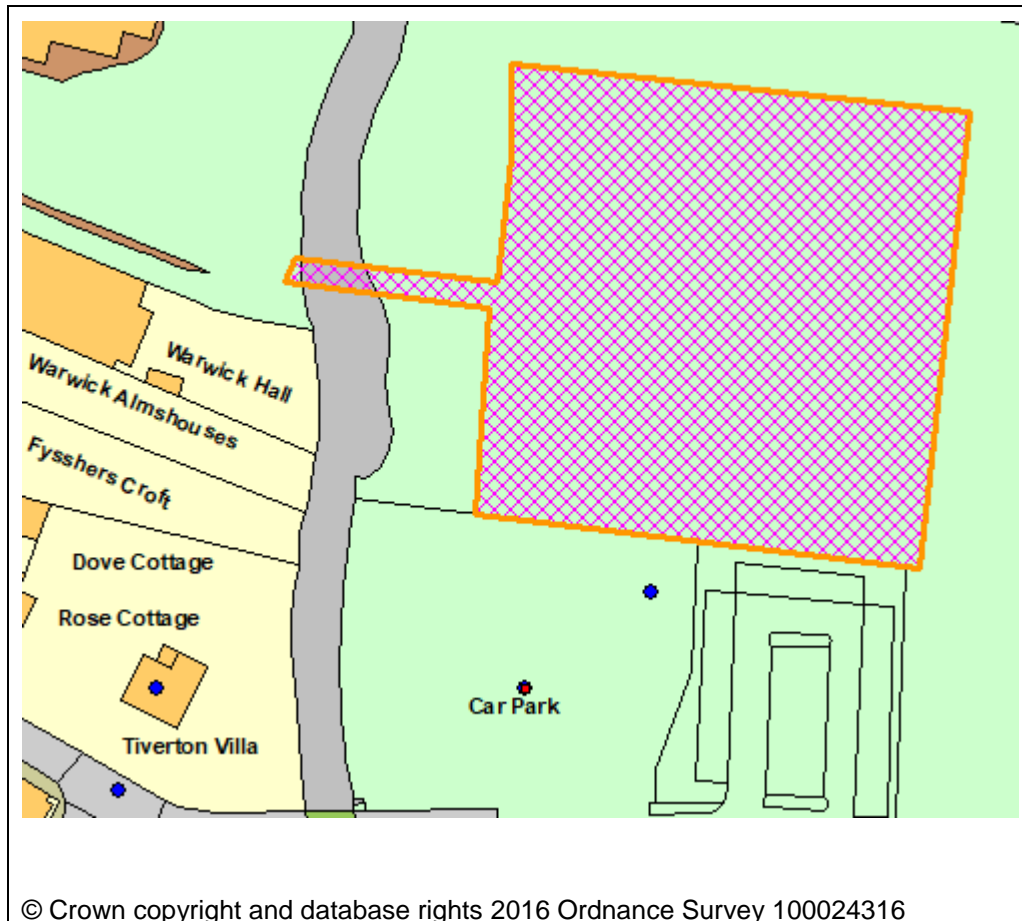 Warwick Hall
Warwick Almshouses
Fysshers Croft
Dove Cottage
Rose Cottage
Car Park
Tiverton Villa
© Crown copyright and database rights 2016 Ordnance Survey 100024316